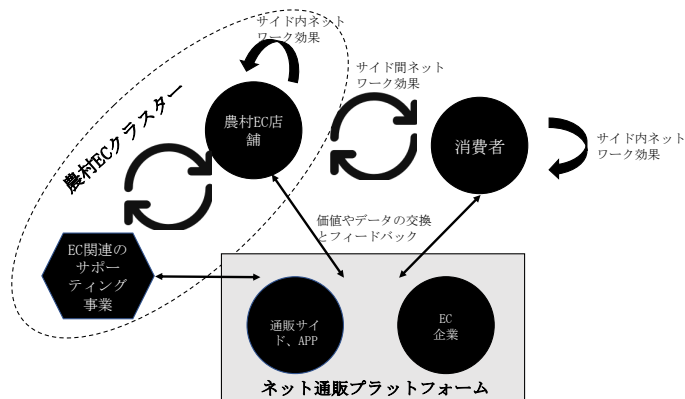 サイド内ネット
ワーク効果
サイド間ネット
ワーク効果
農村EC店
舗
消費者
サイド内ネット
ワーク効果
農村ECクラスター
価値やデータの交換
とフィードバック
EC関連の
サポー
ティング
事業
通販サイ
ド、APP
EC
企業
ネット通販プラットフォーム